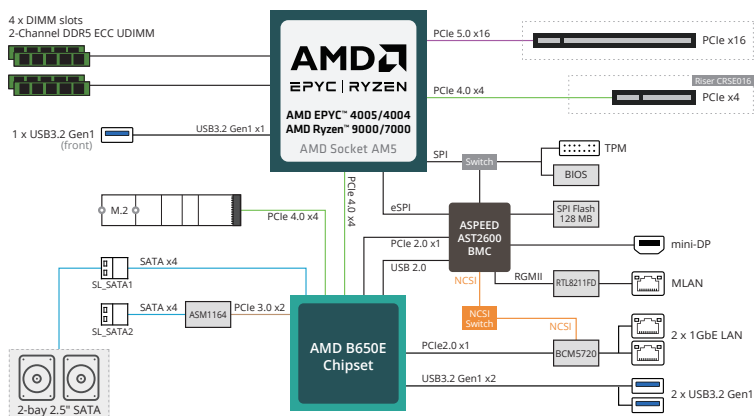 4 x DIMM slots
2-Channel DDR5 ECC UDIMM
AMD
EPYC | RYZEN
AMD EPYC™ 4005/4004
AMD Ryzen™ 9000/7000
AMD Socket AM5
PCIe 5.0 x16
PCIe x16
Riser CRSE016
PCIe 4.0 x4
PCIe x4
1 x USB3.2 Gen1
(front)
USB3.2 Gen1 x1
SPI
Switch
TPM
BIOS
PCIe 4.0 x4
M.2
PCIe 4.0 x4
eSPI
ASPEED
AST2600
BMC
SPI Flash
128 MB
PCIe 2.0 x1
mini-DP
USB 2.0
SATA x4
SL_SATA1
NCSI
RGMII
RTL8211FD
MLAN
SATA x4
SL_SATA2
ASM1164
PCIe 3.0 x2
NCSI
Switch
NCSI
AMD B650E
Chipset
PCIe2.0 x1
BCM5720
2 x 1GbE LAN
USB3.2 Gen1 x2
2 x USB3.2 Gen1
2-bay 2.5" SATA